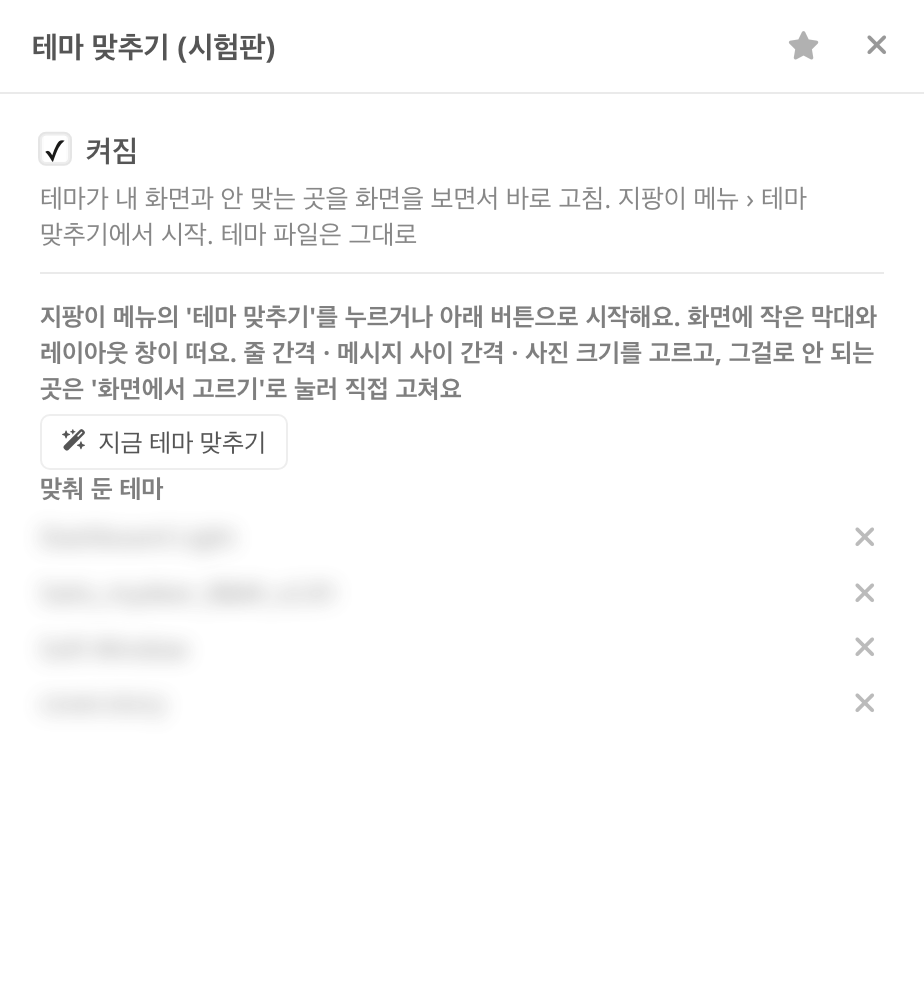 테마 맞추기 (시험판)
켜짐
테마가 내 화면과 안 맞는 곳을 화면을 보면서 바로 고침. 지팡이 메뉴 › 테마
맞추기에서 시작. 테마 파일은 그대로
지팡이 메뉴의 '테마 맞추기'를 누르거나 아래 버튼으로 시작해요. 화면에 작은 막대와
레이아웃 창이 떠요. 줄 간격 · 메시지 사이 간격 · 사진 크기를 고르고, 그걸로 안 되는
곳은 '화면에서 고르기'로 눌러 직접 고쳐요
지금 테마 맞추기
맞춰 둔 테마